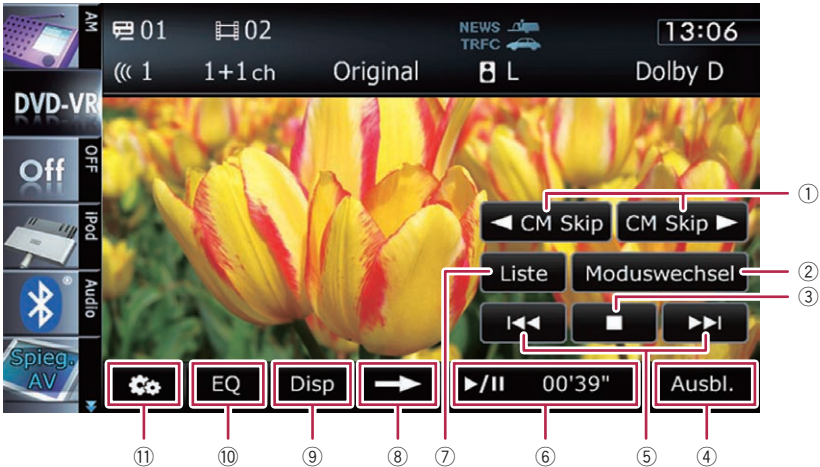 AM
01 02 NEWS TRFC 13:06
1 1+1ch Original L Dolby D
DVD-VR
Off OFF
iPod
Audio
Spieg. AV
◀ CM Skip CM Skip ▶ ①
Liste Moduswechsel ②
③
EQ Disp ►/II 00'39" Ausbl.
⑪ ⑩ ⑨ ⑧ ⑦ ⑥ ⑤ ④